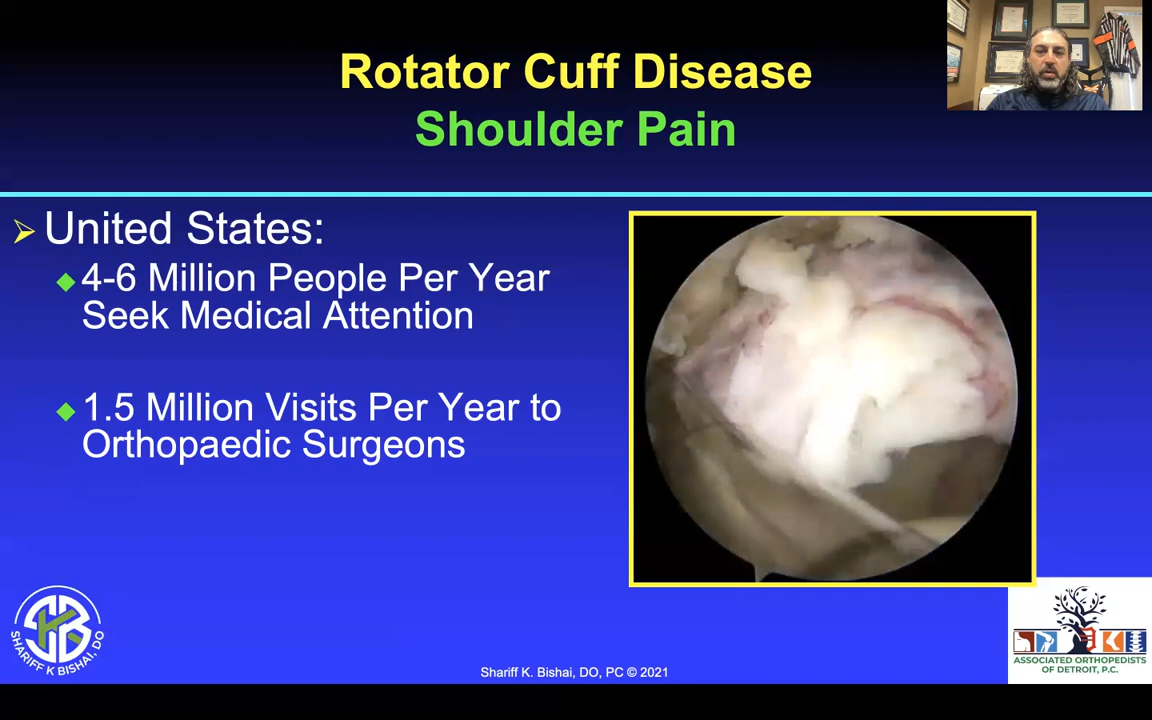 Rotator Cuff Disease
Shoulder Pain
United States:
4-6 Million People Per Year
Seek Medical Attention
1.5 Million Visits Per Year to
Orthopaedic Surgeons
SKB
SHARIFF K BISHAI, DO
Shariff K. Bishai, DO, PC © 2021
ASSOCIATED ORTHOPEDISTS
OF DETROIT, P.C.